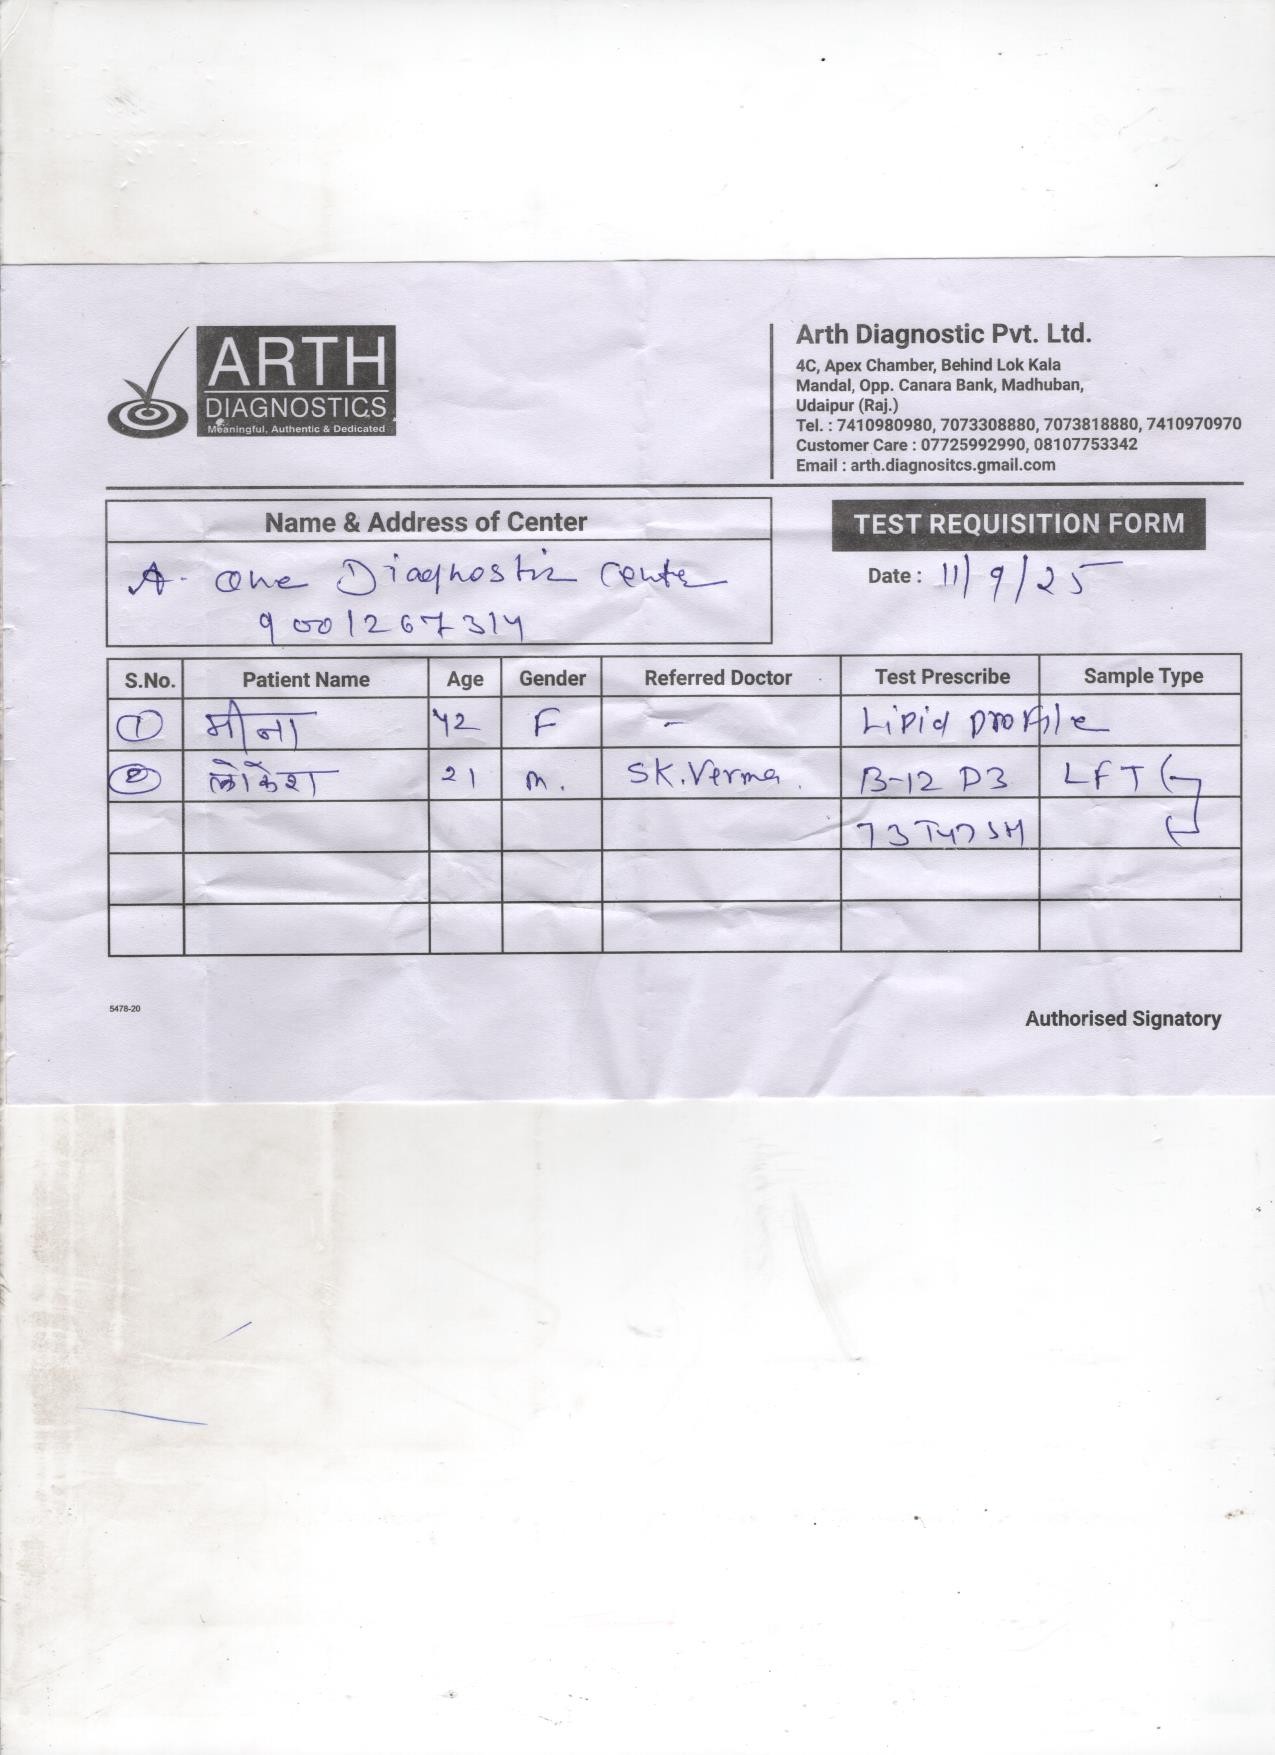 ARTH
DIAGNOSTICS
Meaningful, Authentic & Dedicated
Arth Diagnostic Pvt. Ltd.
4C, Apex Chamber, Behind Lok Kala
Mandal, Opp. Canara Bank, Madhuban,
Udaipur (Raj.)
Tel. : 7410980980, 7073308880, 7073818880, 7410970970
Customer Care : 07725992990, 08107753342
Email : arth.diagnositcs.gmail.com
Name & Address of Center
TEST REQUISITION FORM
A. One Diagnostic Center
9001267314
Date : 11/9/25
S.No. Patient Name Age Gender Referred Doctor Test Prescribe Sample Type
1 मीना 42 F - Lipid Profile
2 लोकेश 21 m. SK.Verma. B-12 D3 LFT
T3 T4 TSH
5478-20
Authorised Signatory